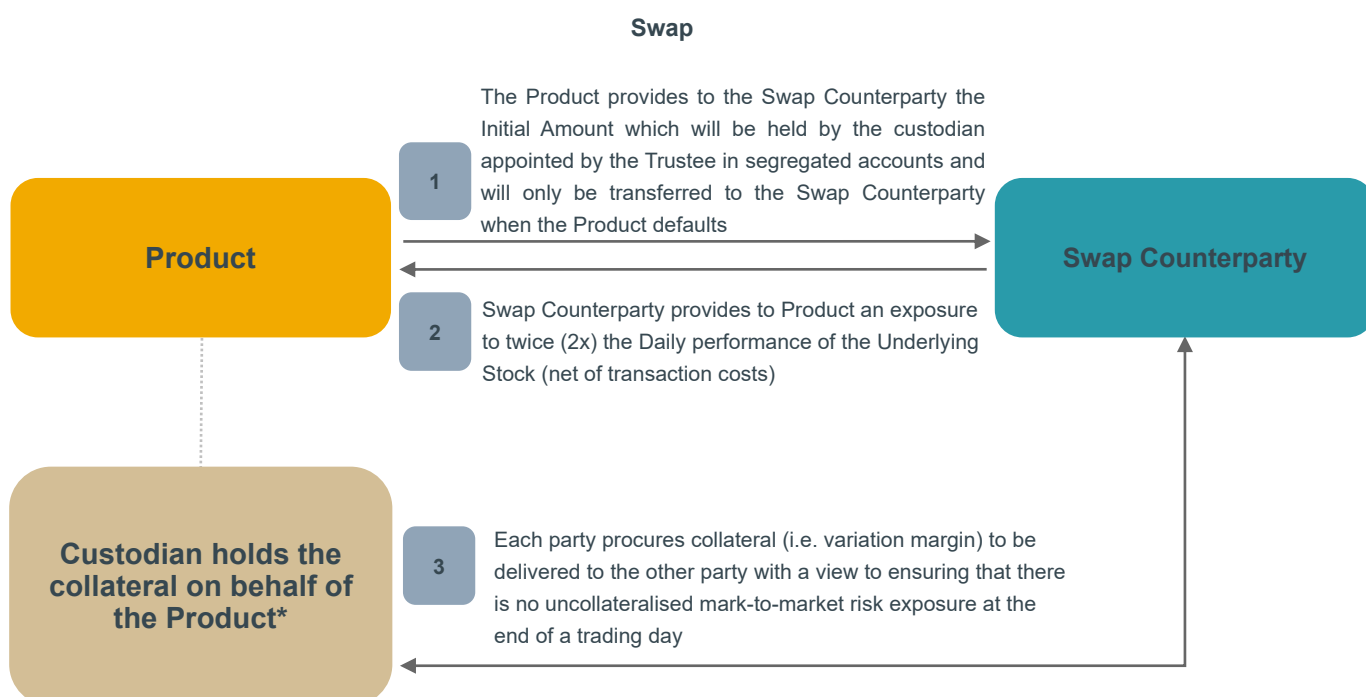 Swap
The Product provides to the Swap Counterparty the
Initial Amount which will be held by the custodian
appointed by the Trustee in segregated accounts and
will only be transferred to the Swap Counterparty
when the Product defaults
1
Product
Swap Counterparty
2
Swap Counterparty provides to Product an exposure
to twice (2x) the Daily performance of the Underlying
Stock (net of transaction costs)
Custodian holds the
collateral on behalf of
the Product*
3
Each party procures collateral (i.e. variation margin) to be
delivered to the other party with a view to ensuring that there
is no uncollateralised mark-to-market risk exposure at the
end of a trading day